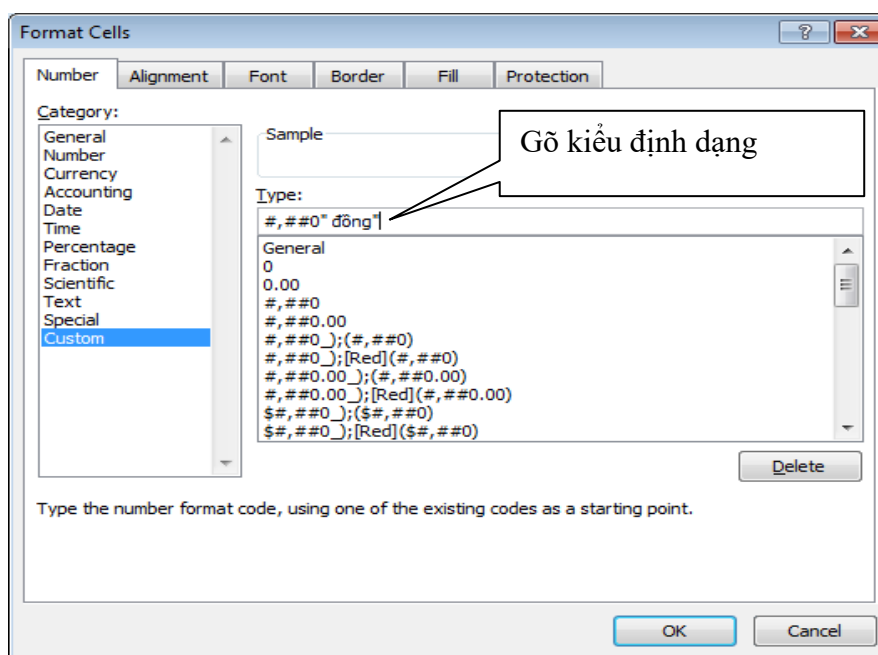 Format Cells
Number Alignment Font Border Fill Protection
Category:
General
Number
Currency
Accounting
Date
Time
Percentage
Fraction
Scientific
Text
Special
Custom
Sample
Gõ kiểu định dạng
Type:
#,##0" đồng"
General
0
0.00
#,##0
#,##0.00
#,##0_);(#,##0)
#,##0_);[Red](#,##0)
#,##0.00_);(#,##0.00)
#,##0.00_);[Red](#,##0.00)
$#,##0_);($#,##0)
$#,##0_);[Red]($#,##0)
Delete
Type the number format code, using one of the existing codes as a starting point.
OK Cancel